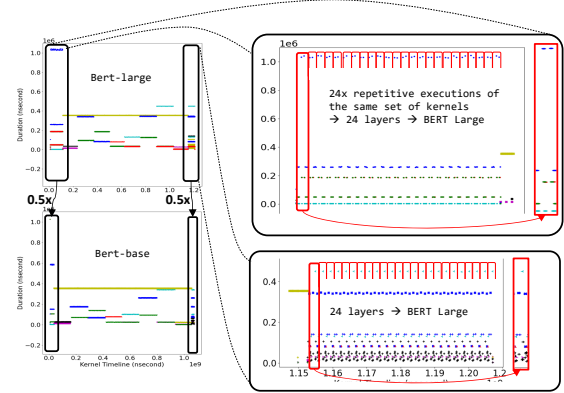 1e6
1.0
0.8
0.6
0.4
0.2
0.0
−0.2
Duration (nsecond)
Bert-large
0.0 0.2 0.4 0.6 0.8 1.0 1.2
0.5x
0.5x
1.0
0.8
0.6
0.4
0.2
0.0
−0.2
Duration (nsecond)
Bert-base
0.0 0.2 0.4 0.6 0.8 1.0
Kernel Timeline (nsecond)
1e9
1e6
1.0
0.8
0.6
0.4
0.2
0.0
24x repetitive executions of
the same set of kernels
→ 24 layers → BERT Large
0.4
0.2
0.0
24 layers → BERT Large
1.15 1.16 1.17 1.18 1.19 1.20 1.2